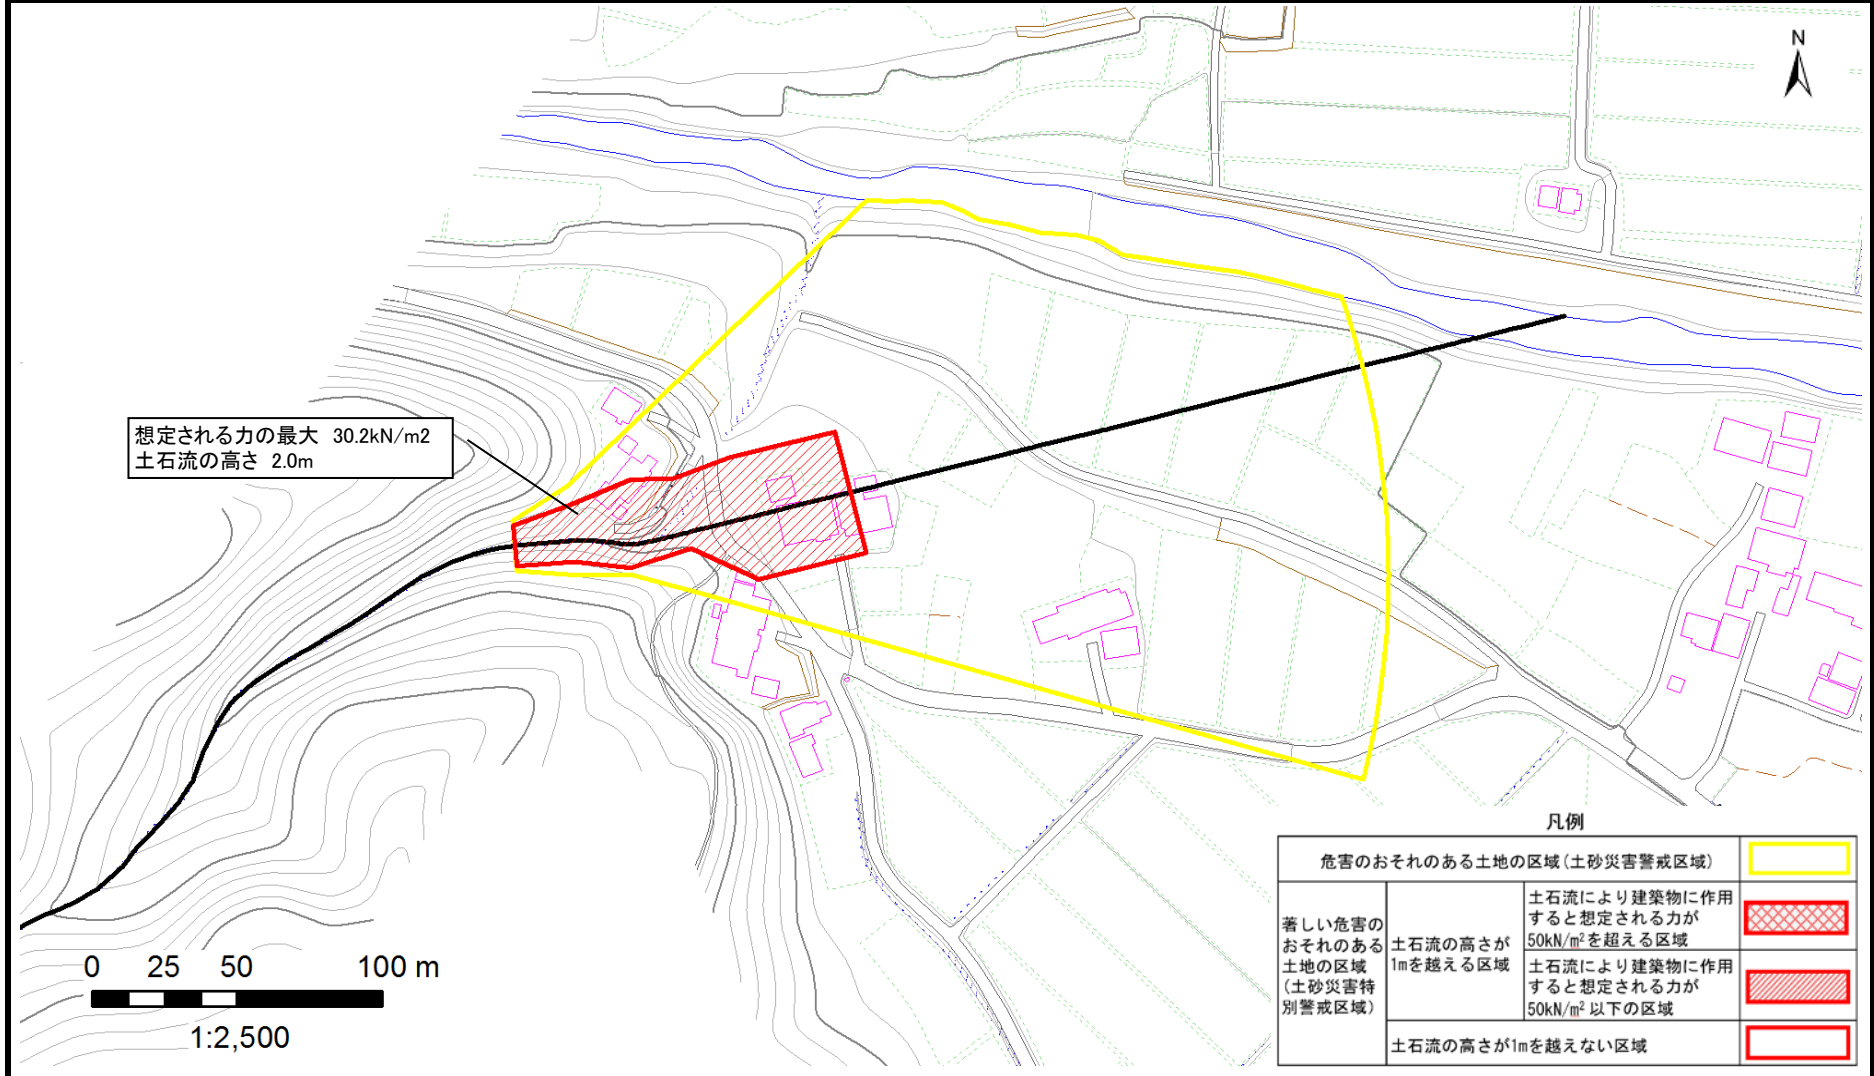 N
想定される力の最大 30.2kN/m2
土石流の高さ 2.0m
0 25 50 100 m
1:2,500
凡例
危害のおそれのある土地の区域(土砂災害警戒区域)
著しい危害の
おそれのある
土地の区域
(土砂災害特
別警戒区域)
土石流の高さが
1mを越える区域
土石流により建築物に作用
すると想定される力が
50kN/m²を超える区域
土石流により建築物に作用
すると想定される力が
50kN/m² 以下の区域
土石流の高さが1mを越えない区域